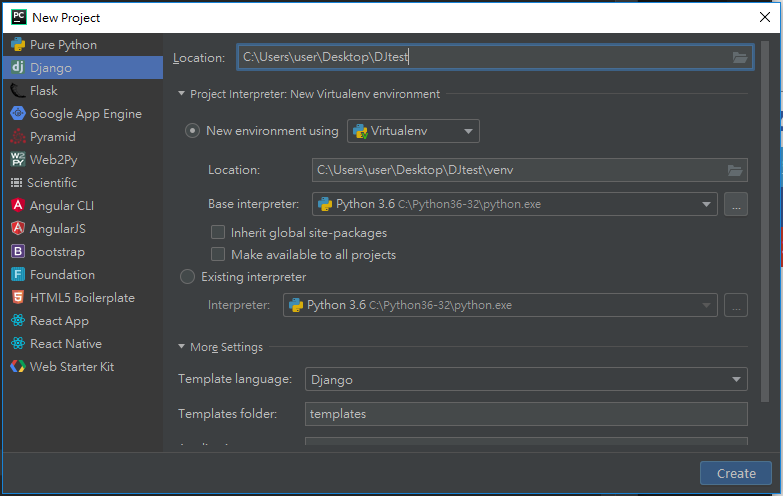 PC New Project
Pure Python
dj Django
Flask
Google App Engine
Pyramid
W2 PY Web2Py
Scientific
A Angular CLI
A AngularJS
B Bootstrap
F Foundation
5 HTML5 Boilerplate
React App
React Native
Web Starter Kit
Location: C:\Users\user\Desktop\DJtest
Project Interpreter: New Virtualenv environment
New environment using Virtualenv
Location: C:\Users\user\Desktop\DJtest\venv
Base interpreter: Python 3.6 C:\Python36-32\python.exe ...
Inherit global site-packages
Make available to all projects
Existing interpreter
Interpreter: Python 3.6 C:\Python36-32\python.exe ...
More Settings
Template language: Django
Templates folder: templates
Create